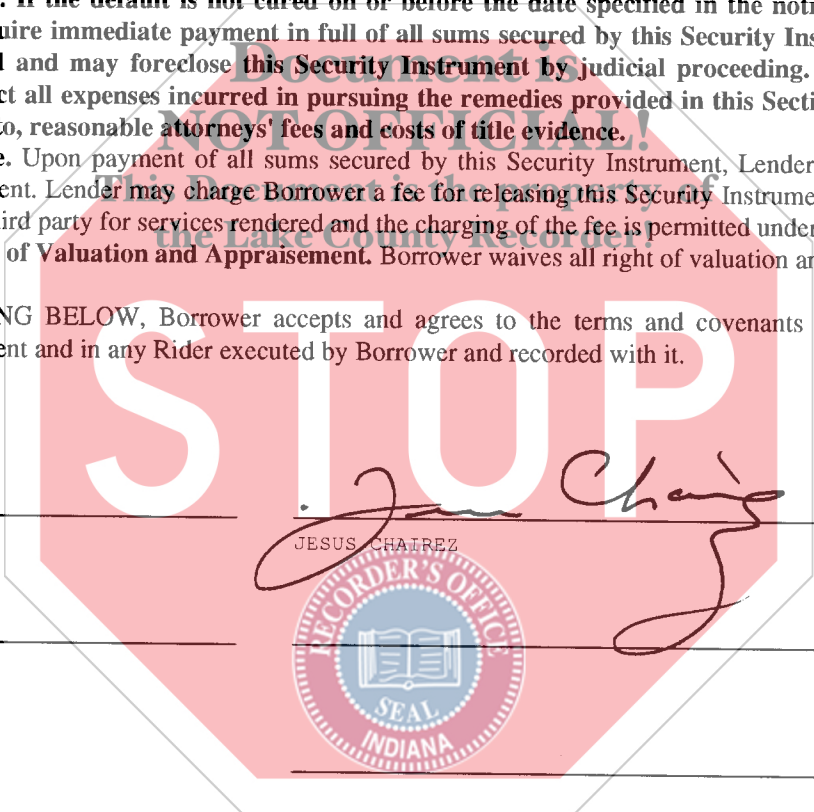 . If the default is not cured on or before the date specified in the noti
uire immediate payment in full of all sums secured by this Security Ins
l and may foreclose this Security Instrument by judicial proceeding.
Document is
ct all expenses incurred in pursuing the remedies provided in this Secti
to, reasonable attorneys' fees and costs of title evidence.
NOT OFFICIAL!
e. Upon payment of all sums secured by this Security Instrument, Lender
ent. Lender may charge Borrower a fee for releasing this Security Instrume
This Document is the property of
ird party for services rendered and the charging of the fee is permitted under
the Lake County Recorder!
of Valuation and Appraisement. Borrower waives all right of valuation an
NG BELOW, Borrower accepts and agrees to the terms and covenants
ent and in any Rider executed by Borrower and recorded with it.
STOP
Jesus Chairez
JESUS CHAIREZ
RECORDER'S OFFICE
SEAL
INDIANA